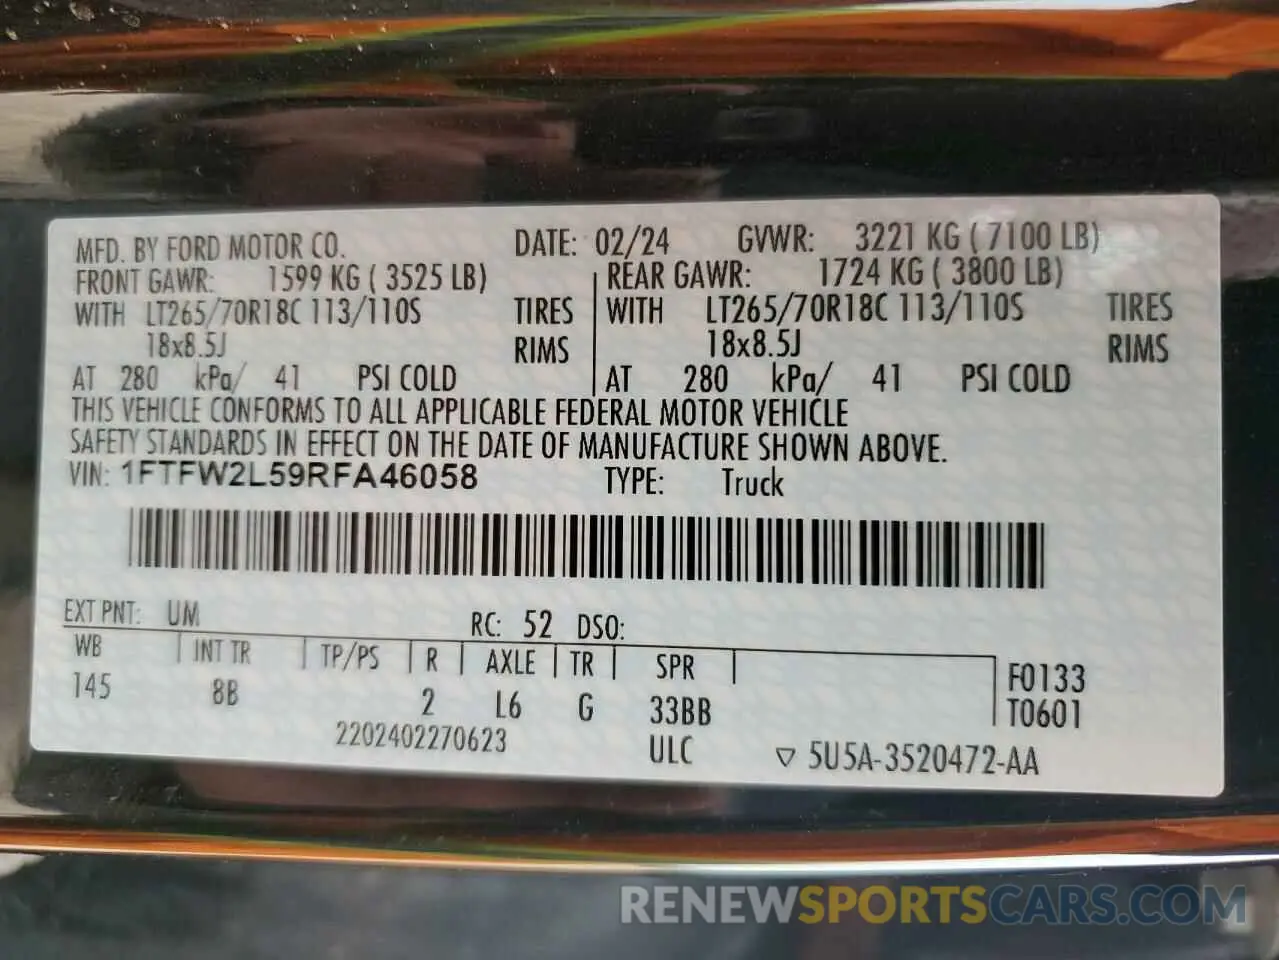 MFD. BY FORD MOTOR CO. DATE: 02/24 GVWR: 3221 KG ( 7100 LB)
FRONT GAWR: 1599 KG ( 3525 LB) REAR GAWR: 1724 KG ( 3800 LB)
WITH LT265/70R18C 113/110S TIRES WITH LT265/70R18C 113/110S TIRES
18x8.5J RIMS 18x8.5J RIMS
AT 280 kPa/ 41 PSI COLD AT 280 kPa/ 41 PSI COLD
THIS VEHICLE CONFORMS TO ALL APPLICABLE FEDERAL MOTOR VEHICLE
SAFETY STANDARDS IN EFFECT ON THE DATE OF MANUFACTURE SHOWN ABOVE.
VIN: 1FTFW2L59RFA46058 TYPE: Truck
EXT PNT: UM RC: 52 DSO:
WB INT TR TP/PS R AXLE TR SPR F0133
145 8B 2 L6 G 33BB T0601
2202402270623 ULC ▽ 5U5A-3520472-AA
RENEWSPORTSCARS.COM